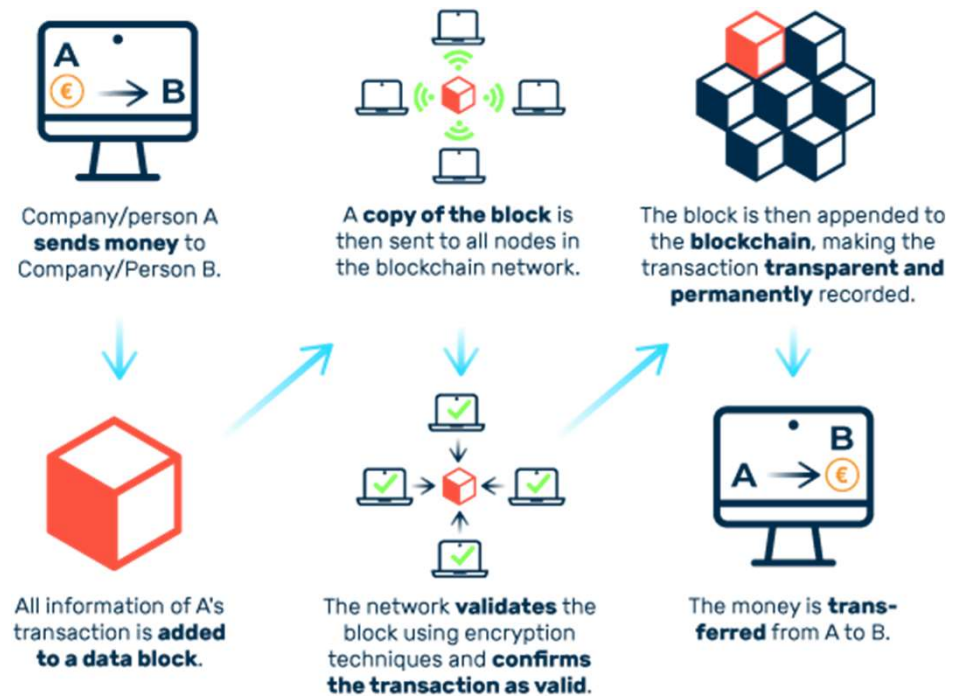 A
€ → B
Company/person A
sends money to
Company/Person B.
All information of A's
transaction is added
to a data block.
A copy of the block is
then sent to all nodes in
the blockchain network.
The network validates the
block using encryption
techniques and confirms
the transaction as valid.
The block is then appended to
the blockchain, making the
transaction transparent and
permanently recorded.
B
A → €
The money is trans-
ferred from A to B.